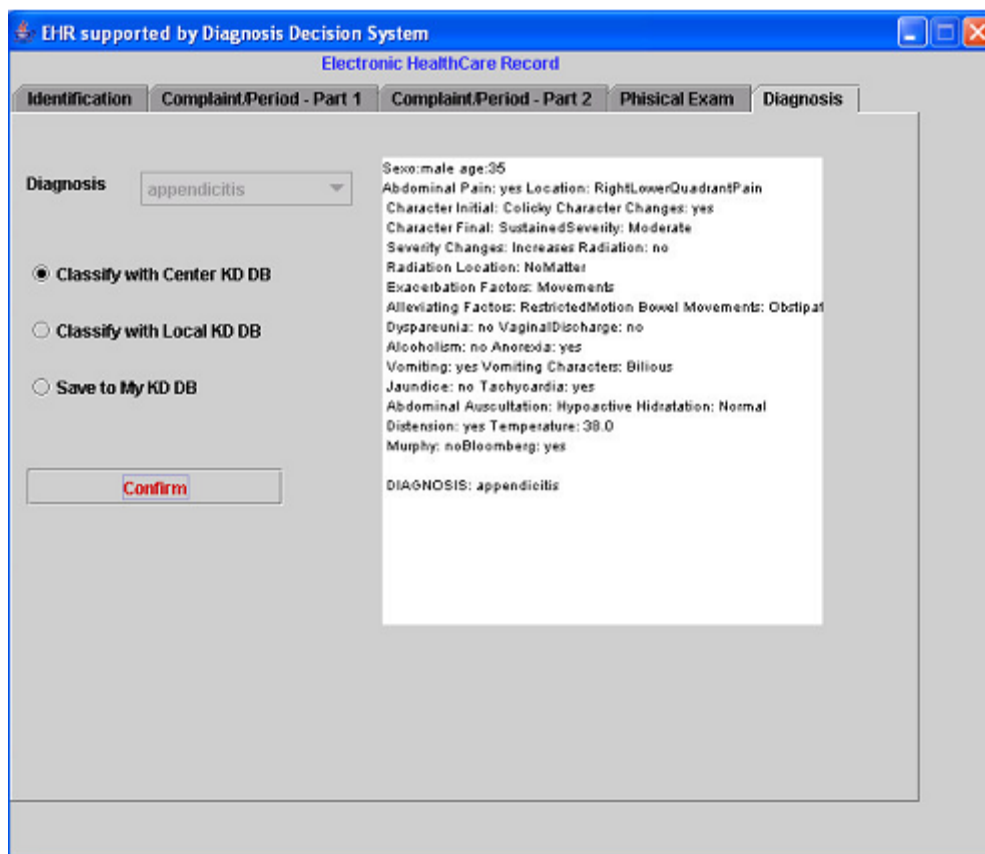 EHR supported by Diagnosis Decision System
Electronic HealthCare Record
Identification
Complaint/Period - Part 1
Complaint/Period - Part 2
Phisical Exam
Diagnosis
Diagnosis
appendicitis
Classify with Center KD DB
Classify with Local KD DB
Save to My KD DB
Confirm
Sexo:male age:35
Abdominal Pain: yes Location: RightLowerQuadrantPain
Character Initial: Colicky Character Changes: yes
Character Final: SustainedSeverity: Moderate
Severity Changes: Increases Radiation: no
Radiation Location: NoMatter
Exacerbation Factors: Movements
Alleviating Factors: RestrictedMotion Bowel Movements: Obstipat
Dyspareunia: no VaginalDischarge: no
Alcoholism: no Anorexia: yes
Vomiting: yes Vomiting Characters: Bilious
Jaundice: no Tachycardia: yes
Abdominal Auscultation: Hypoactive Hidratation: Normal
Distension: yes Temperature: 38.0
Murphy: noBloomberg: yes
DIAGNOSIS: appendicitis